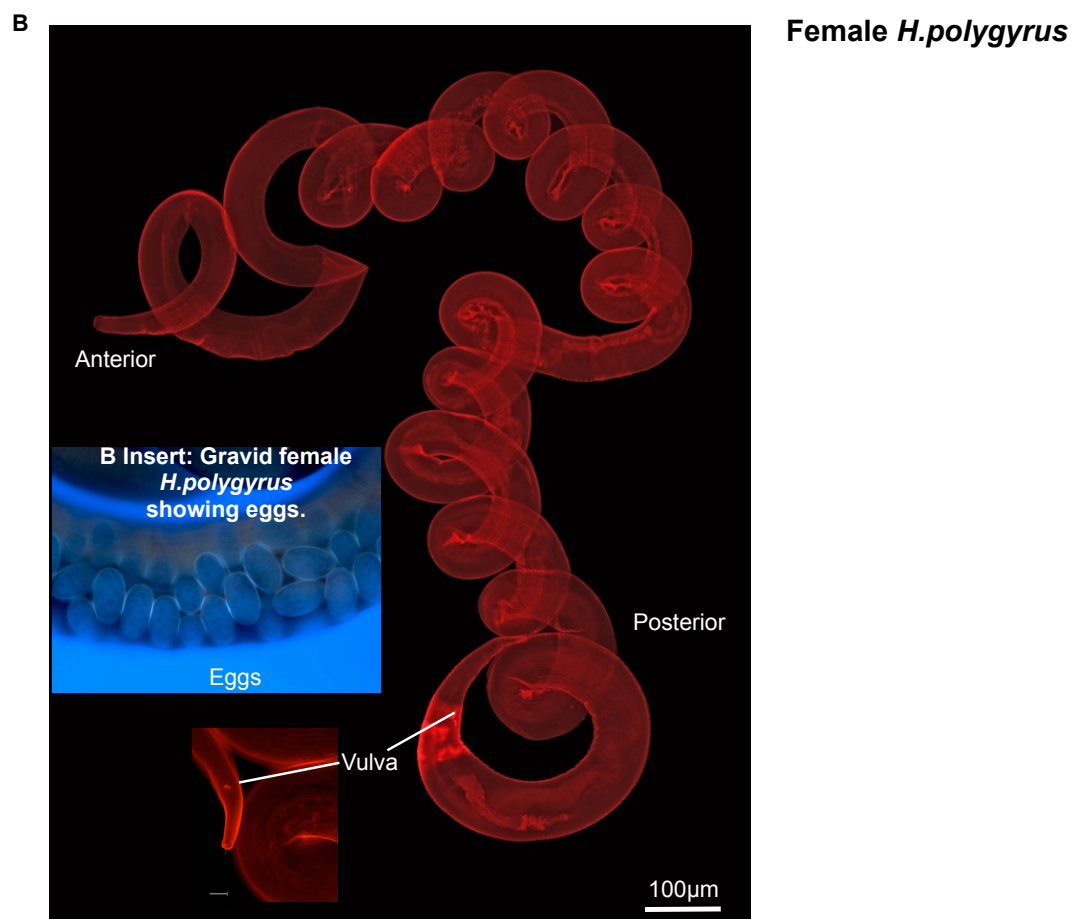 B
Female H.polygyrus
Anterior
B Insert: Gravid female
H.polygyrus
showing eggs.
Eggs
Posterior
Vulva
100µm